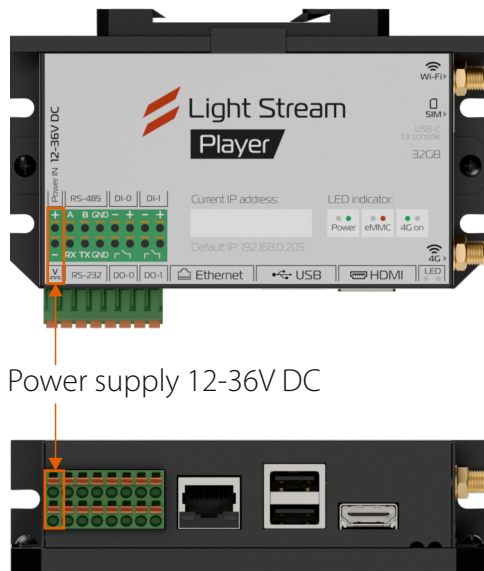 Wi-Fi
SIM
USB-C
for console
32GB
Power IN 12-36V DC
Light Stream
Player
RS-485 DI-0 DI-1
+ A B GND - + - +
Current IP address:
LED indicator:
Power eMMC 4G on
Default IP: 192.168.0.205
4G
- RX TX GND
V RS-232 DO-0 DO-1 Ethernet USB HDMI LED
Power supply 12-36V DC